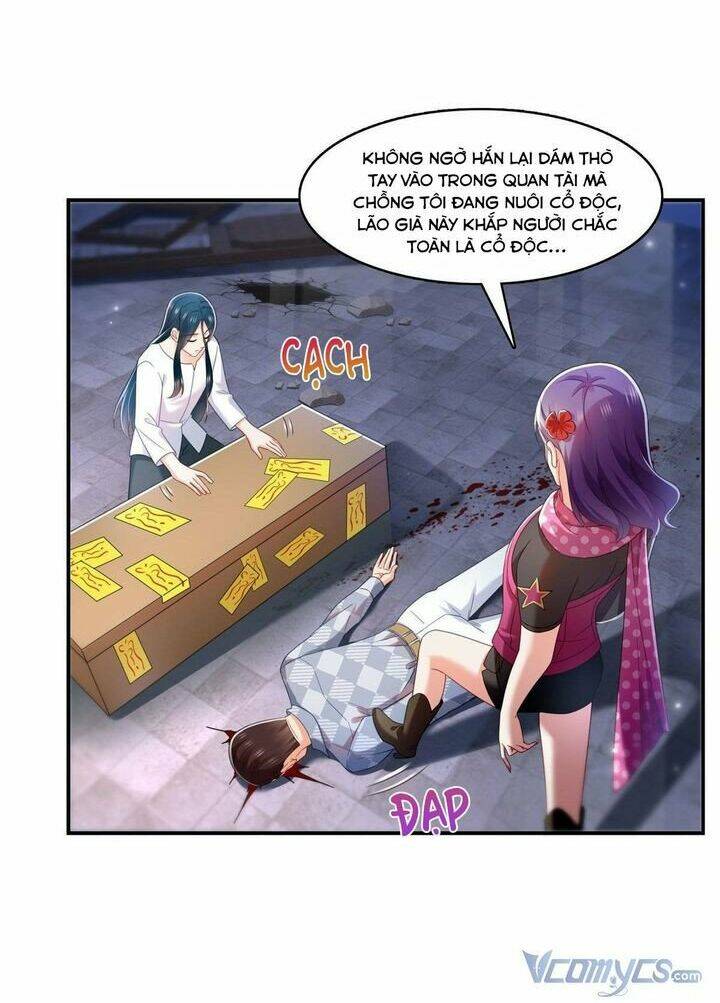 KHÔNG NGỜ HẮN LẠI DÁM THÒ
TAY VÀO TRONG QUAN TÀI MÀ
CHỒNG TÔI ĐANG NUÔI CỔ ĐỘC,
LÃO GIÀ NÀY KHẮP NGƯỜI CHẮC
TOÀN LÀ CỔ ĐỘC...
CẠCH
ĐẠP
VCOMYCS.com